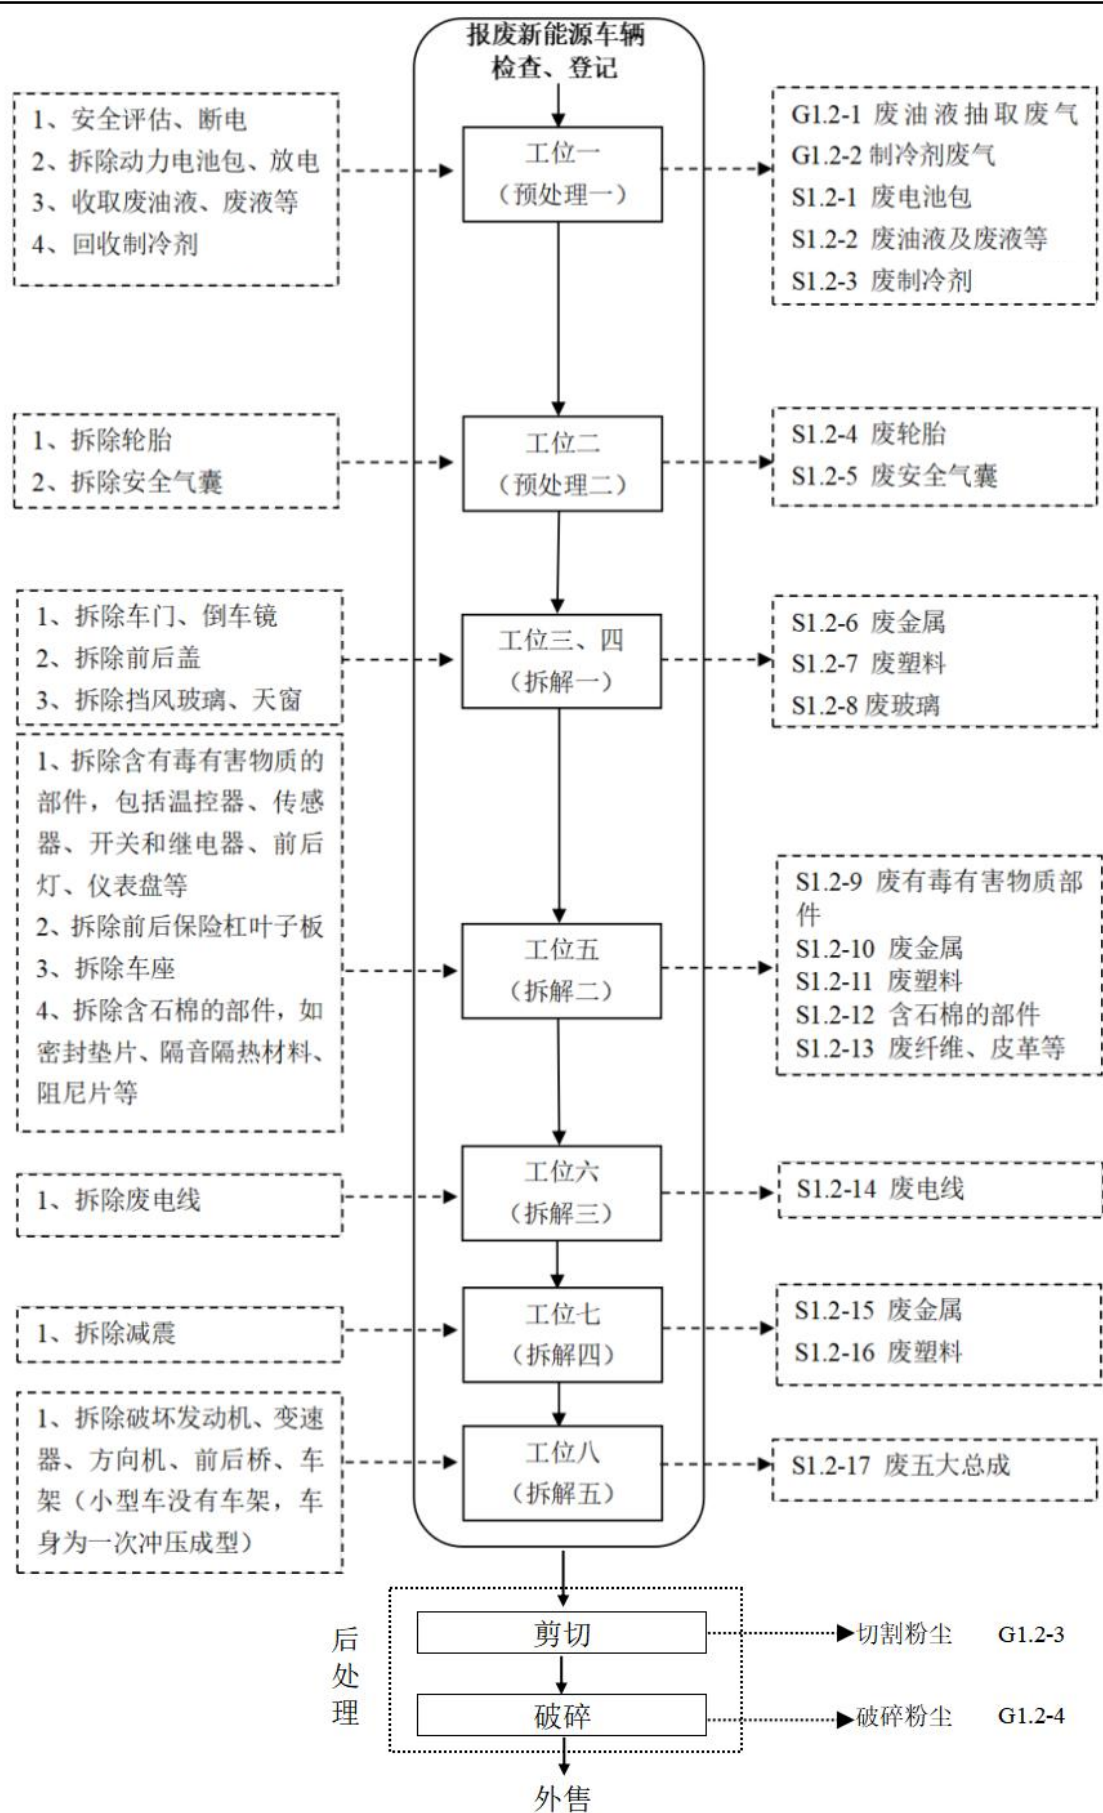 报废新能源车辆
检查、登记
1、安全评估、断电
2、拆除动力电池包、放电
3、收取废油液、废液等
4、回收制冷剂
工位一
（预处理一）
G1.2-1 废油液抽取废气
G1.2-2 制冷剂废气
S1.2-1 废电池包
S1.2-2 废油液及废液等
S1.2-3 废制冷剂
1、拆除轮胎
2、拆除安全气囊
工位二
（预处理二）
S1.2-4 废轮胎
S1.2-5 废安全气囊
1、拆除车门、倒车镜
2、拆除前后盖
3、拆除挡风玻璃、天窗
工位三、四
（拆解一）
S1.2-6 废金属
S1.2-7 废塑料
S1.2-8 废玻璃
1、拆除含有毒有害物质的
部件，包括温控器、传感
器、开关和继电器、前后
灯、仪表盘等
2、拆除前后保险杠叶子板
3、拆除车座
4、拆除含石棉的部件，如
密封垫片、隔音隔热材料、
阻尼片等
工位五
（拆解二）
S1.2-9 废有毒有害物质部
件
S1.2-10 废金属
S1.2-11 废塑料
S1.2-12 含石棉的部件
S1.2-13 废纤维、皮革等
1、拆除废电线
工位六
（拆解三）
S1.2-14 废电线
1、拆除减震
工位七
（拆解四）
S1.2-15 废金属
S1.2-16 废塑料
1、拆除破坏发动机、变速
器、方向机、前后桥、车
架（小型车没有车架，车
身为一次冲压成型）
工位八
（拆解五）
S1.2-17 废五大总成
后处理
剪切
切割粉尘 G1.2-3
破碎
破碎粉尘 G1.2-4
外售